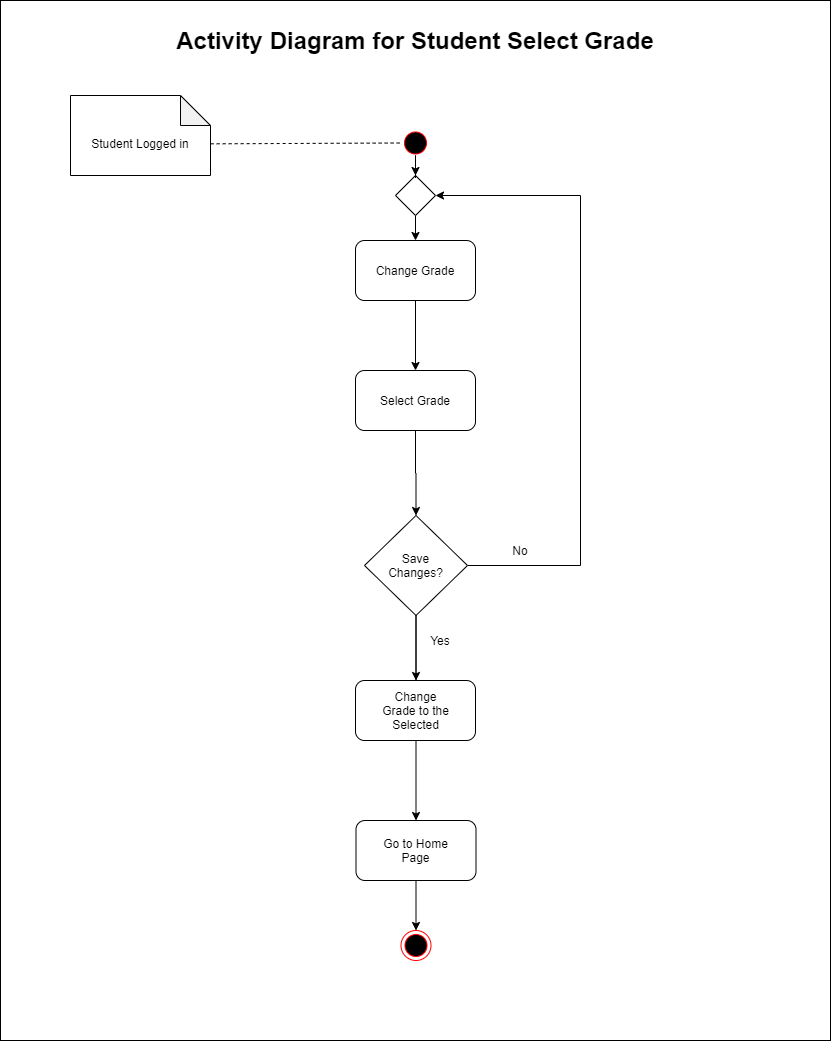 Activity Diagram for Student Select Grade
Student Logged in
Change Grade
Select Grade
Save
Changes?
No
Yes
Change
Grade to the
Selected
Go to Home
Page